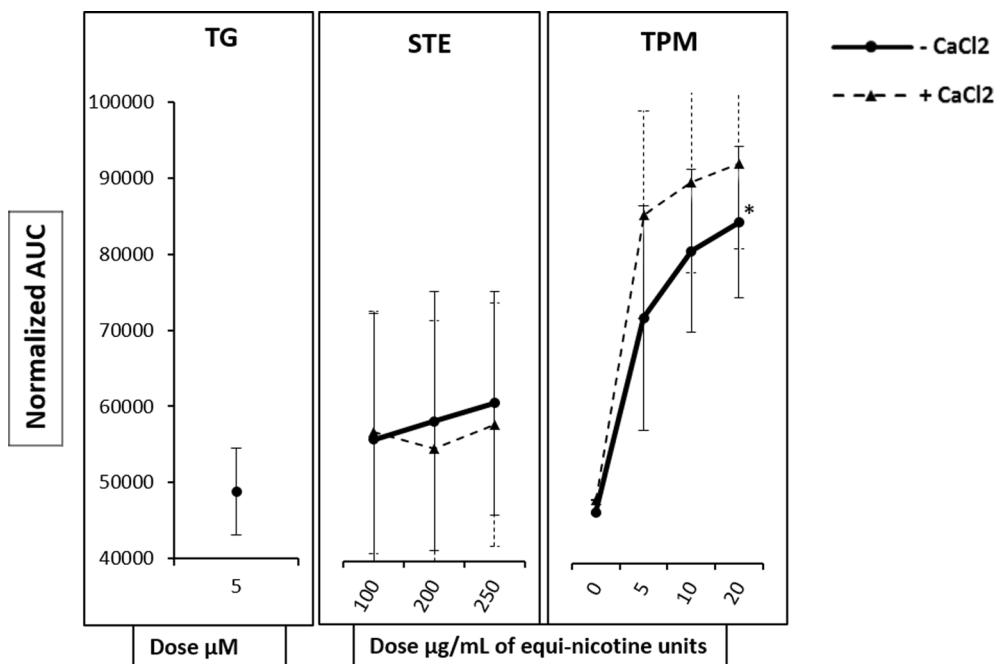 TG
STE
TPM
- CaCl2
+ CaCl2
Normalized AUC
100000
90000
80000
70000
60000
50000
40000
*
5
100
200
250
0
5
10
20
Dose µM
Dose µg/mL of equi-nicotine units